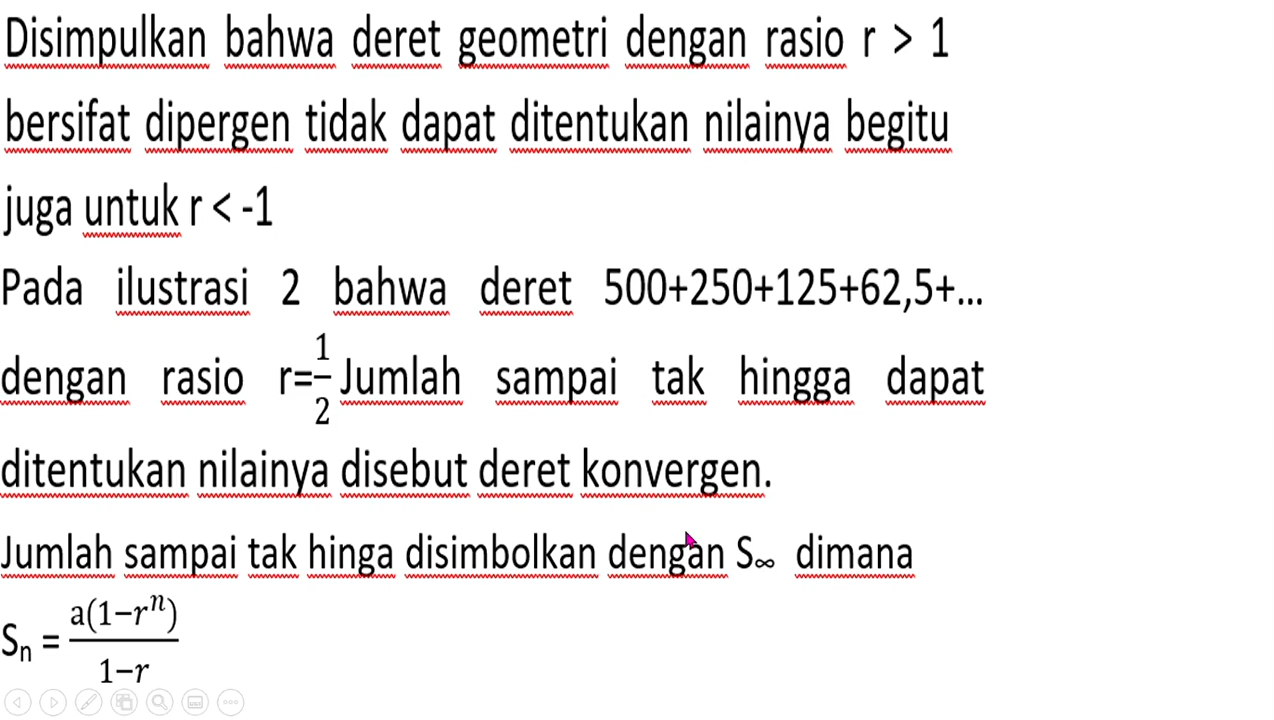 Disimpulkan bahwa deret geometri dengan rasio r > 1
bersifat dipergen tidak dapat ditentukan nilainya begitu
juga untuk r < -1
Pada ilustrasi 2 bahwa deret 500+250+125+62,5+...
dengan rasio r=1/2 Jumlah sampai tak hingga dapat
ditentukan nilainya disebut deret konvergen.
Jumlah sampai tak hinga disimbolkan dengan S∞ dimana
Sₙ = a(1−rⁿ)/1−r